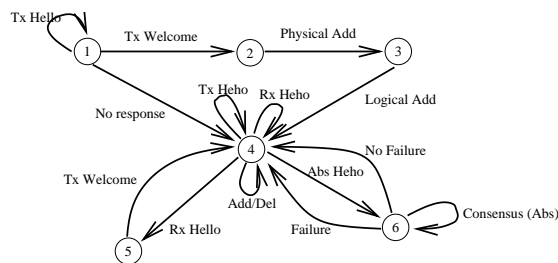 Tx Hello
1
Tx Welcome
2
Physical Add
3
No response
Tx Heho
Rx Heho
Logical Add
4
No Failure
Tx Welcome
Abs Heho
Add/Del
Rx Hello
Failure
6
Consensus (Abs)
5